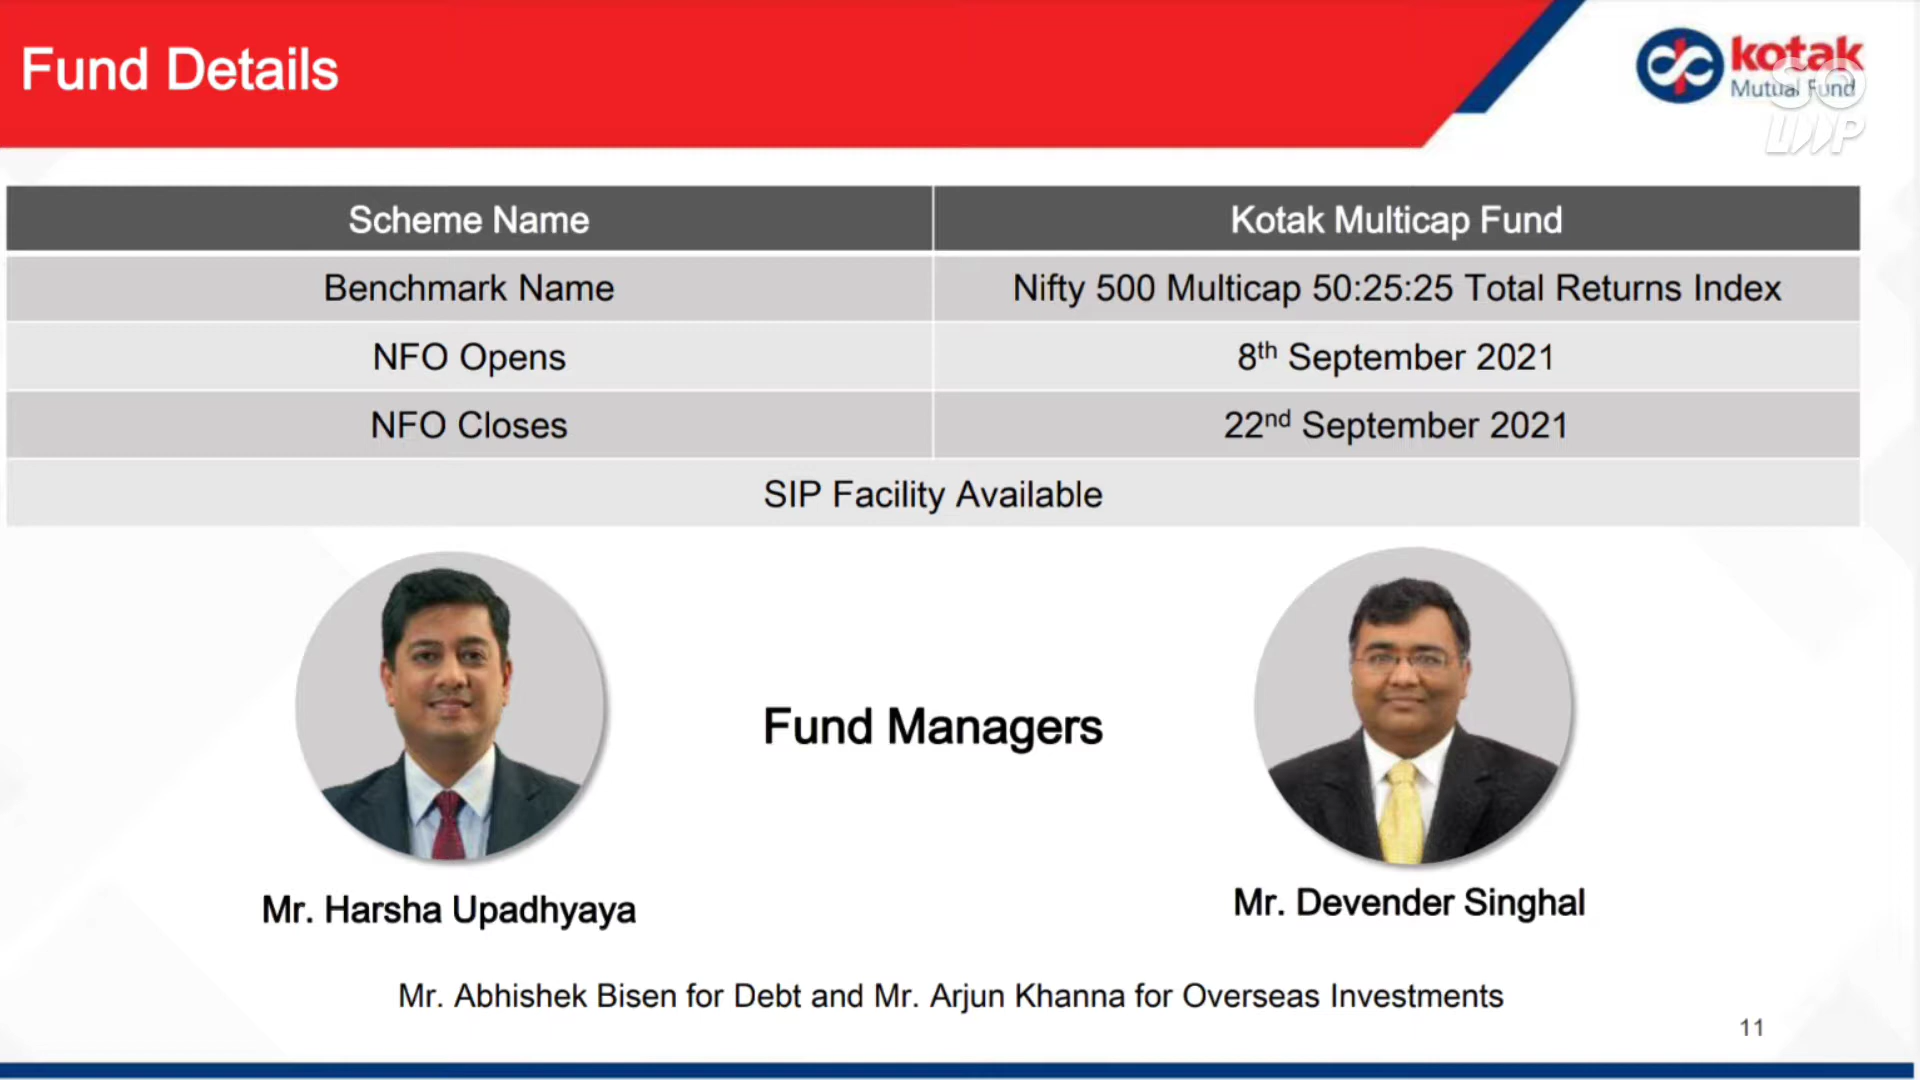 Fund Details
kotak
Mutual Fund
SO
Scheme Name Kotak Multicap Fund
Benchmark Name Nifty 500 Multicap 50:25:25 Total Returns Index
NFO Opens 8th September 2021
NFO Closes 22nd September 2021
SIP Facility Available
Fund Managers
Mr. Harsha Upadhyaya Mr. Devender Singhal
Mr. Abhishek Bisen for Debt and Mr. Arjun Khanna for Overseas Investments
11